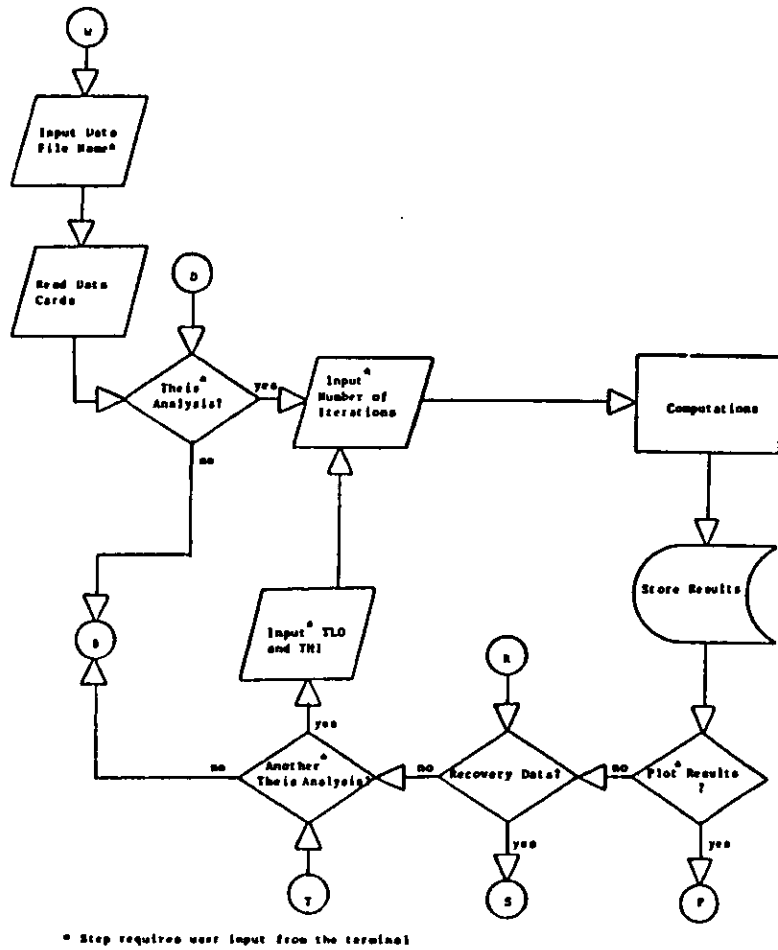 W
Input Data
File Name*
Read Data
Cards
D
Theis*
Analysis?
yes
Input*
Number of
Iterations
Computations
no
Store Results
Input* TLO
and THI
R
yes
Another*
Theis Analysis?
no
no
Recovery Data?
no
Plot* Results
?
yes
yes
T
S
P
* Step requires user input from the terminal